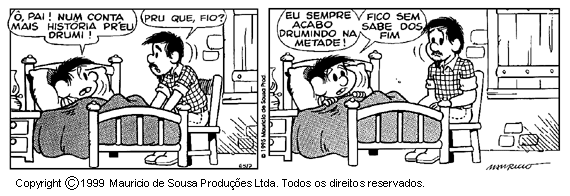 Ô, PAI! NUM CONTA
MAIS HISTÓRIA PR'EU
DRUMI!
PRU QUE, FIO?
EU SEMPRE
ACABO
DRUMINDO NA
METADE!
FICO SEM
SABE DOS
FIM
© 1995 Mauricio de Sousa Prod.
6517
MAURICIO
Copyright ©1999 Mauricio de Sousa Produções Ltda. Todos os direitos reservados.